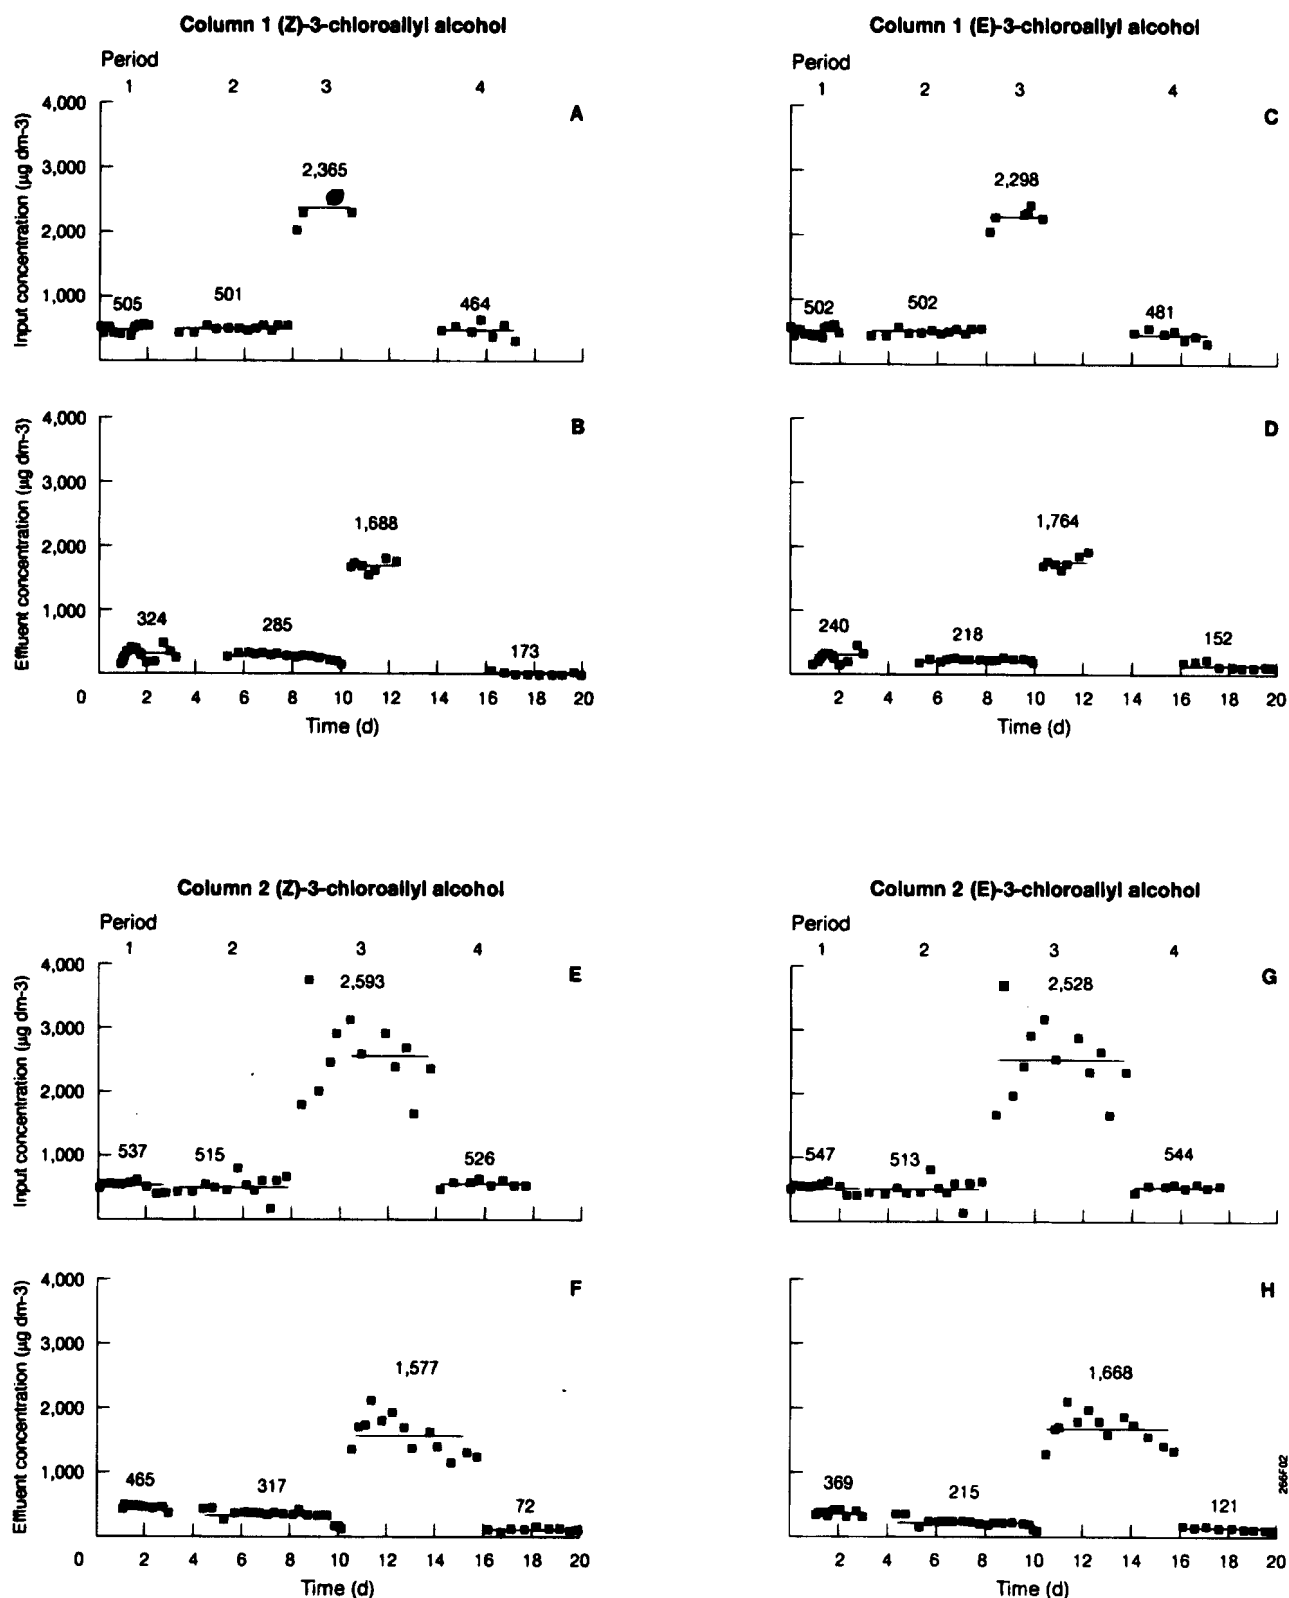 Column 1 (Z)-3-chloroallyl alcohol
Period
1 2 3 4
A
Input concentration (µg dm-3)
4,000
3,000
2,000
1,000
505
501
2,365
464
B
Effluent concentration (µg dm-3)
4,000
3,000
2,000
1,000
324
285
1,688
173
0 2 4 6 8 10 12 14 16 18 20
Time (d)
Column 1 (E)-3-chloroallyl alcohol
Period
1 2 3 4
C
502
502
2,298
481
D
240
218
1,764
152
2 4 6 8 10 12 14 16 18 20
Time (d)
Column 2 (Z)-3-chloroallyl alcohol
Period
1 2 3 4
E
Input concentration (µg dm-3)
4,000
3,000
2,000
1,000
537
515
2,593
526
F
Effluent concentration (µg dm-3)
4,000
3,000
2,000
1,000
465
317
1,577
72
0 2 4 6 8 10 12 14 16 18 20
Time (d)
Column 2 (E)-3-chloroallyl alcohol
Period
1 2 3 4
G
547
513
2,528
544
H
369
215
1,668
121
2 4 6 8 10 12 14 16 18 20
Time (d)
266F02